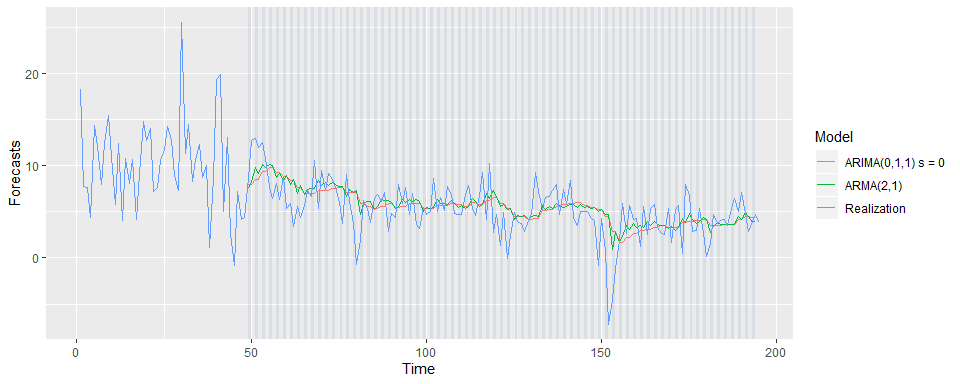 Forecasts
20
10
0
0
50
100
150
200
Time
Model
ARIMA(0,1,1) s = 0
ARMA(2,1)
Realization